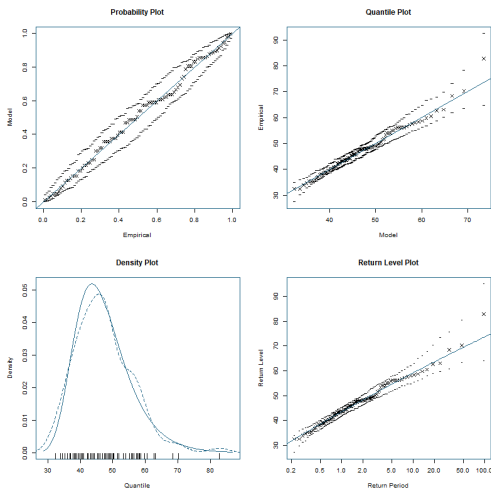 Probability Plot
Model
0.0 0.2 0.4 0.6 0.8 1.0
0.0 0.2 0.4 0.6 0.8 1.0
Empirical
Quantile Plot
Empirical
30 40 50 60 70 80 90
40 50 60 70
Model
Density Plot
Density
0.00 0.01 0.02 0.03 0.04 0.05
30 40 50 60 70 80
Quantile
Return Level Plot
Return Level
30 40 50 60 70 80 90
0.2 0.5 1.0 2.0 5.0 10.0 20.0 50.0 100.0
Return Period